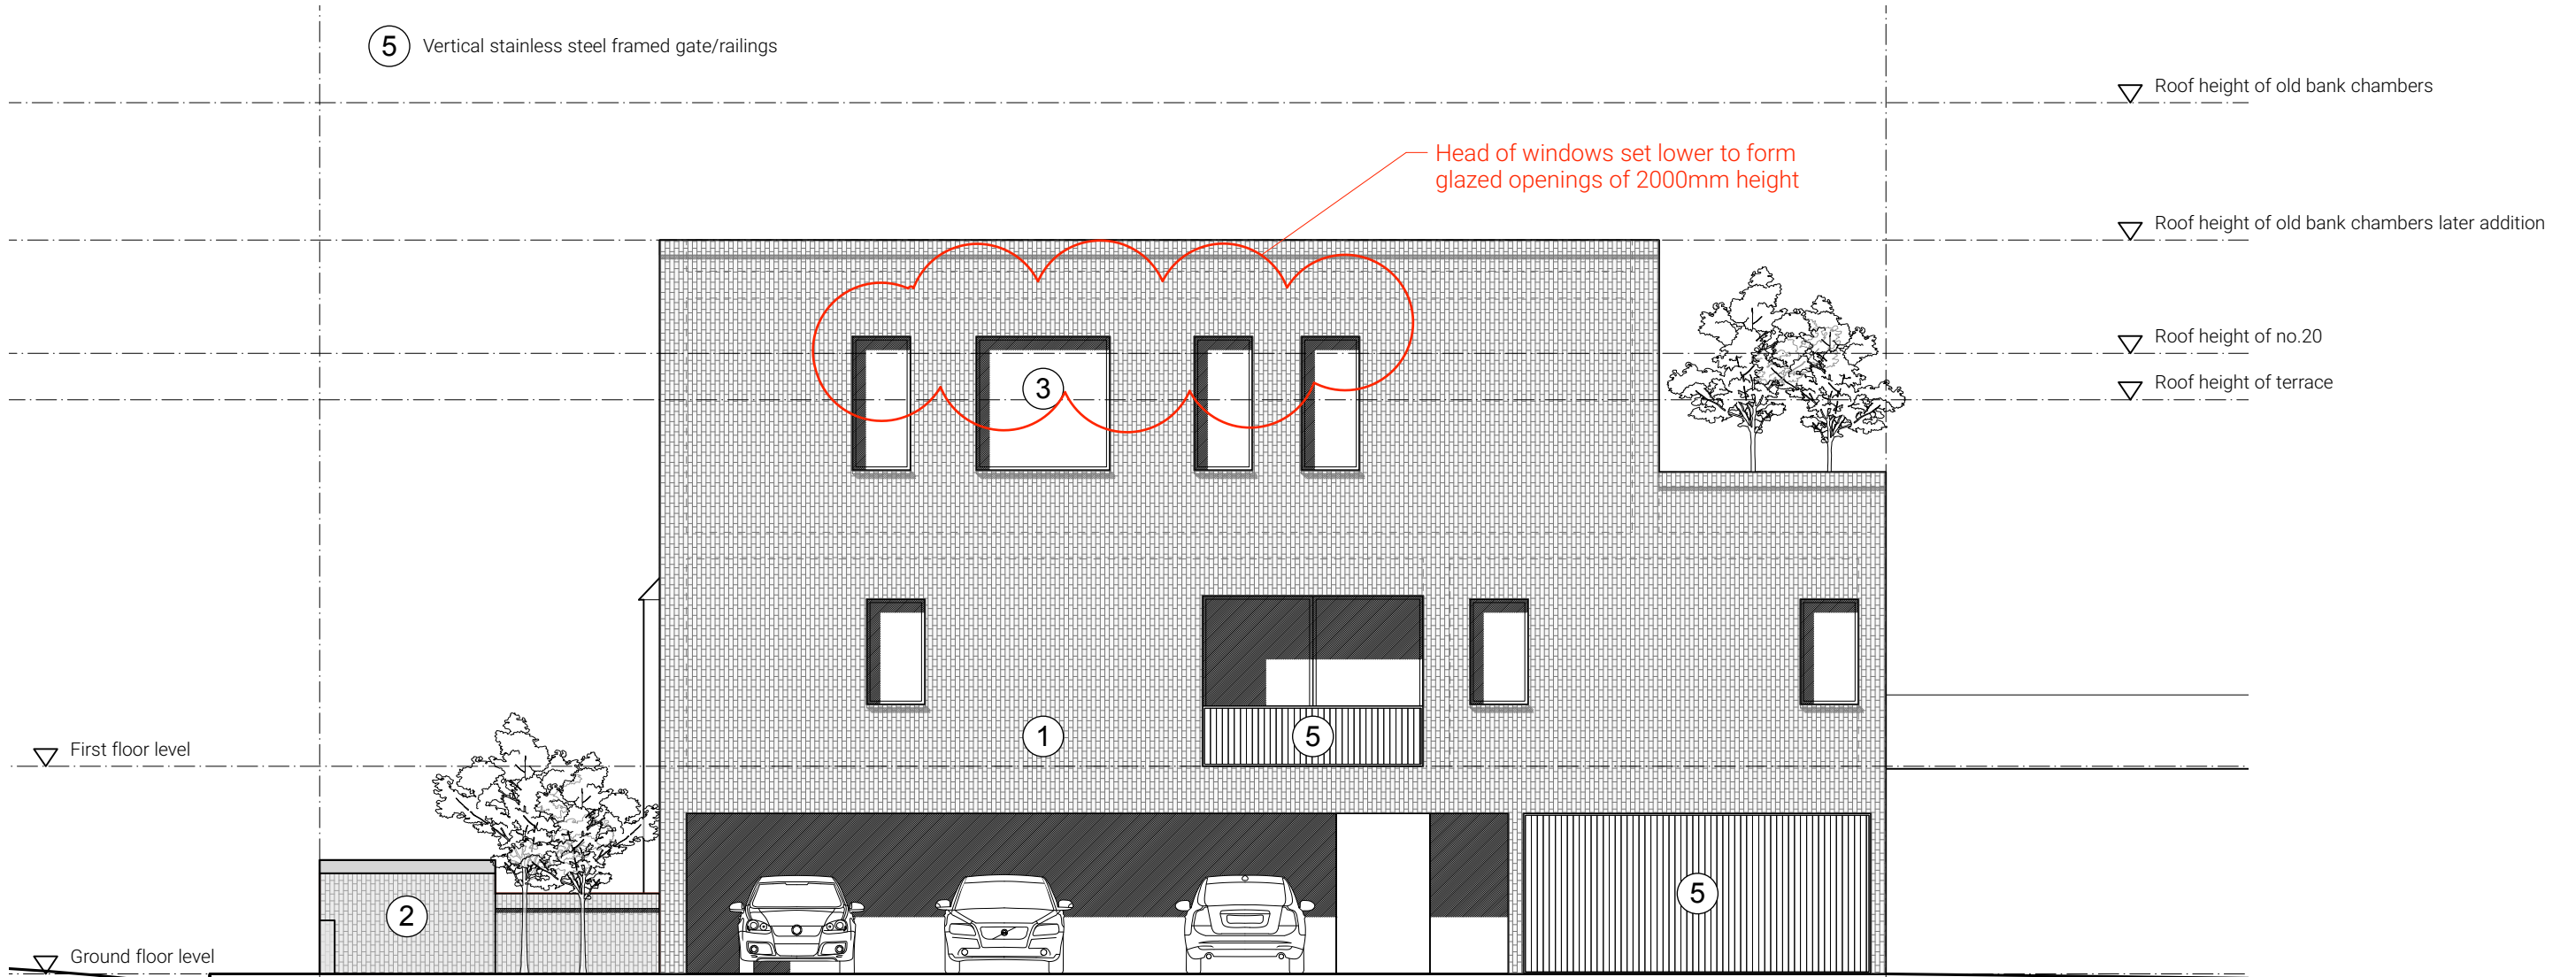 5 Vertical stainless steel framed gate/railings
Roof height of old bank chambers
Head of windows set lower to form
glazed openings of 2000mm height
Roof height of old bank chambers later addition
Roof height of no.20
3
Roof height of terrace
First floor level
1
5
5
2
Ground floor level